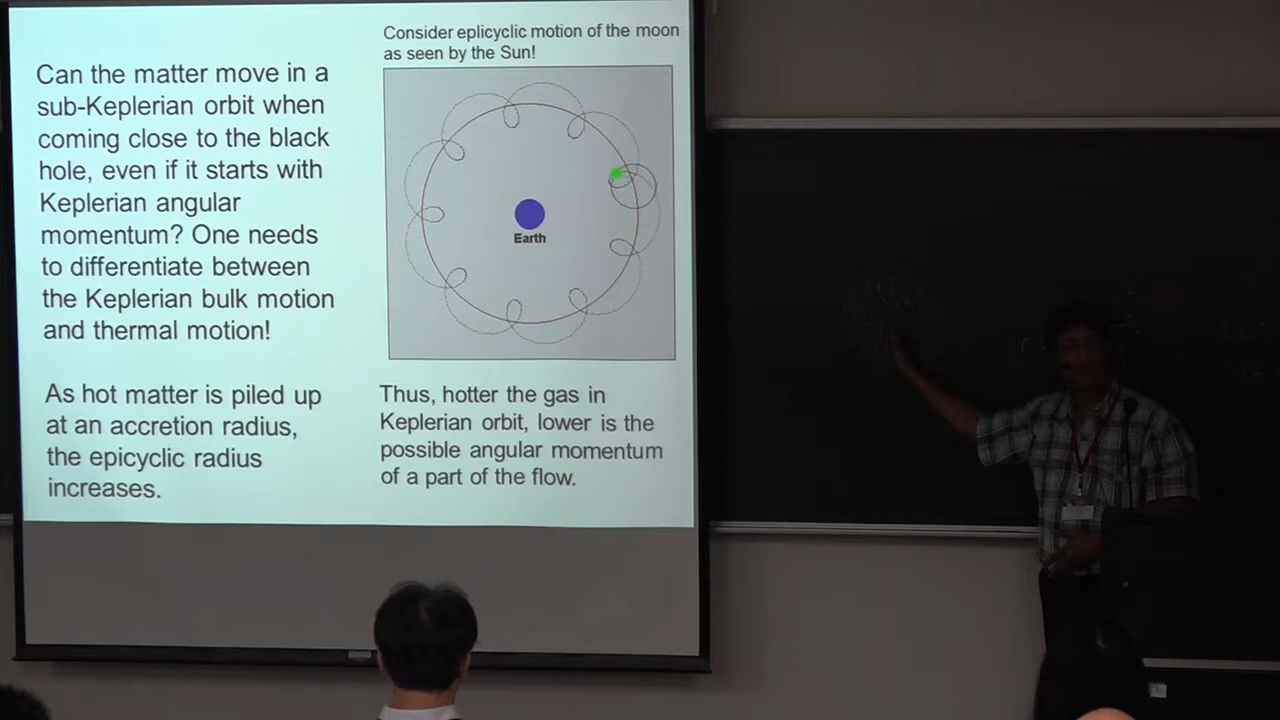 Can the matter move in a
sub-Keplerian orbit when
coming close to the black
hole, even if it starts with
Keplerian angular
momentum? One needs
to differentiate between
the Keplerian bulk motion
and thermal motion!
As hot matter is piled up
at an accretion radius,
the epicyclic radius
increases.
Consider eplicyclic motion of the moon
as seen by the Sun!
Earth
Thus, hotter the gas in
Keplerian orbit, lower is the
possible angular momentum
of a part of the flow.